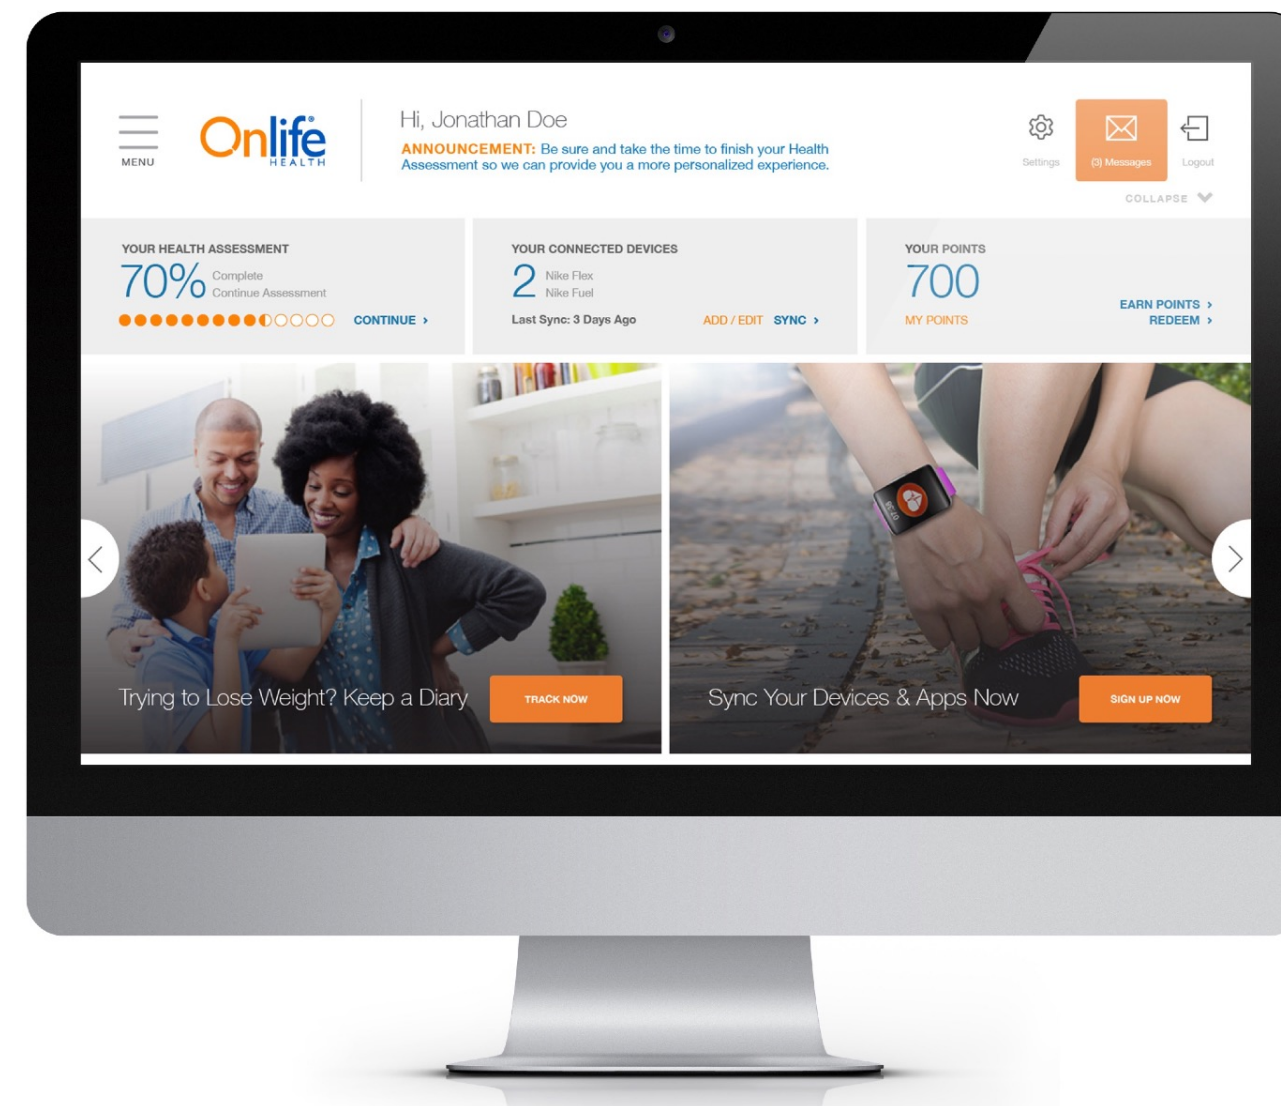 MENU
Onlife®
HEALTH
Hi, Jonathan Doe
ANNOUNCEMENT: Be sure and take the time to finish your Health
Assessment so we can provide you a more personalized experience.
Settings
(3) Messages
Logout
COLLAPSE
YOUR HEALTH ASSESSMENT
70%
Complete
Continue Assessment
CONTINUE ›
YOUR CONNECTED DEVICES
2
Nike Flex
Nike Fuel
Last Sync: 3 Days Ago
ADD / EDIT SYNC ›
YOUR POINTS
700
MY POINTS
EARN POINTS ›
REDEEM ›
Trying to Lose Weight? Keep a Diary
TRACK NOW
07:38
Sync Your Devices & Apps Now
SIGN UP NOW